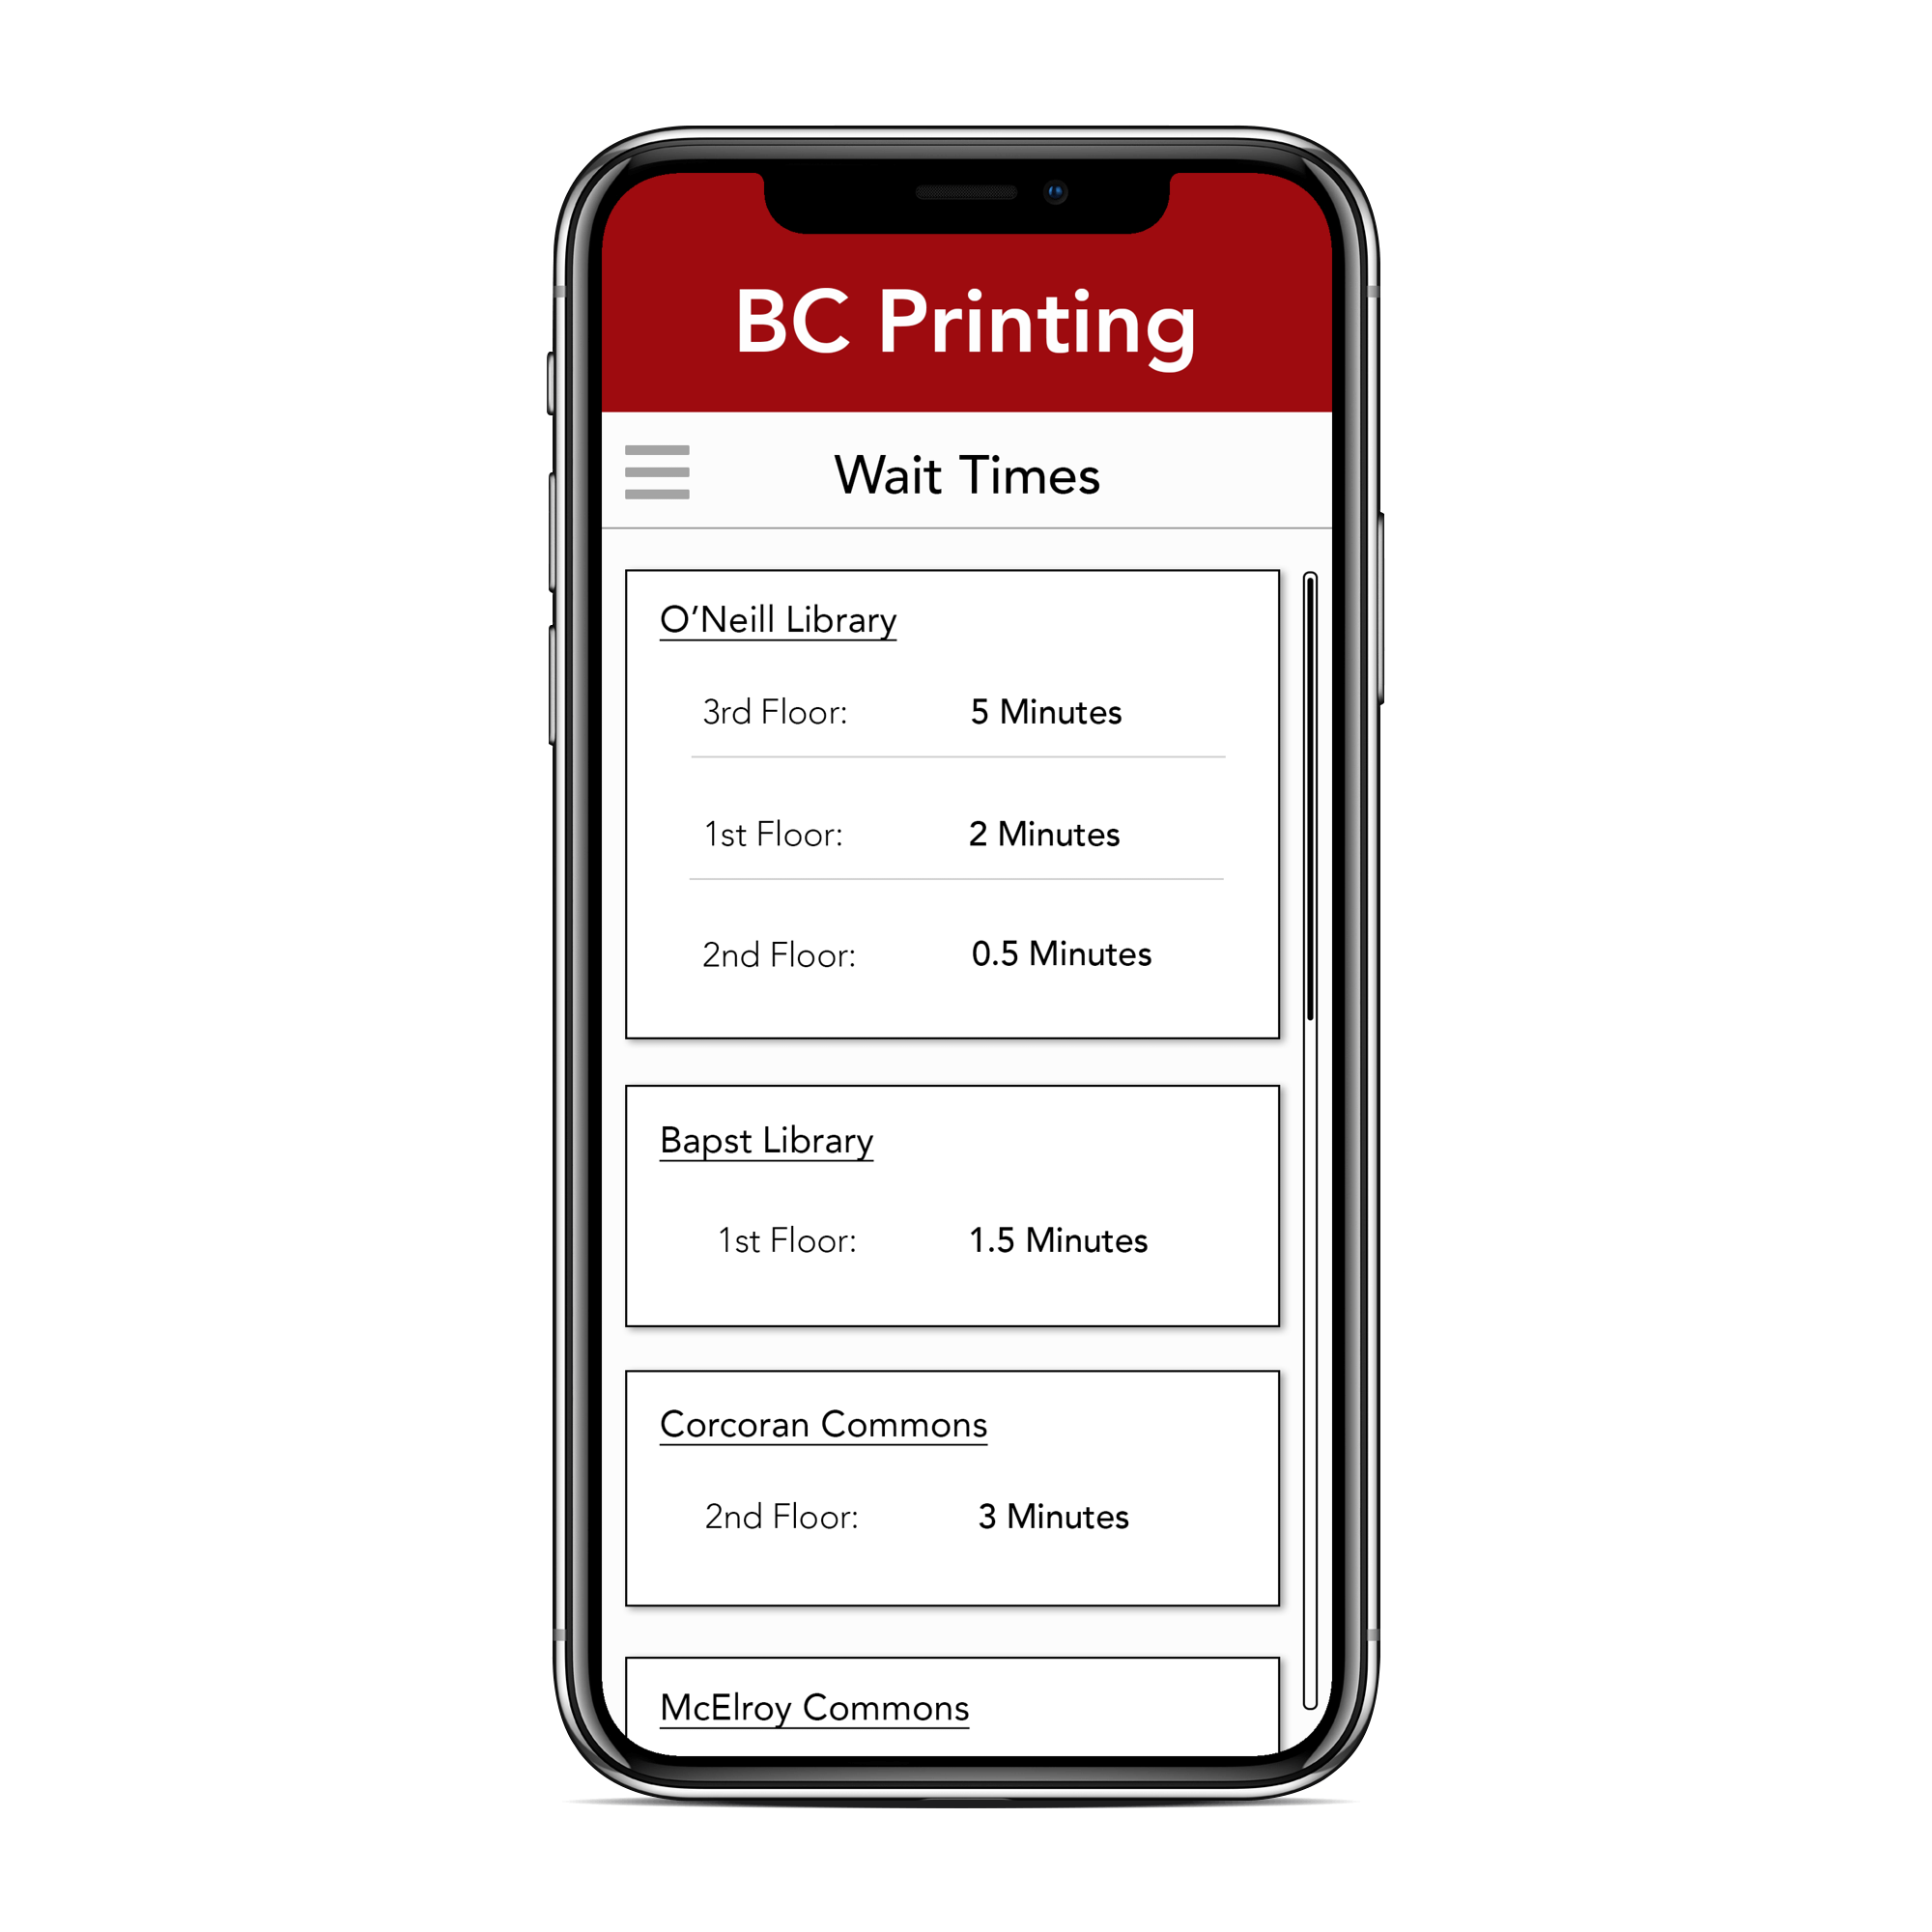 BC Printing
Wait Times
O’Neill Library
3rd Floor: 5 Minutes
1st Floor: 2 Minutes
2nd Floor: 0.5 Minutes
Bapst Library
1st Floor: 1.5 Minutes
Corcoran Commons
2nd Floor: 3 Minutes
McElroy Commons